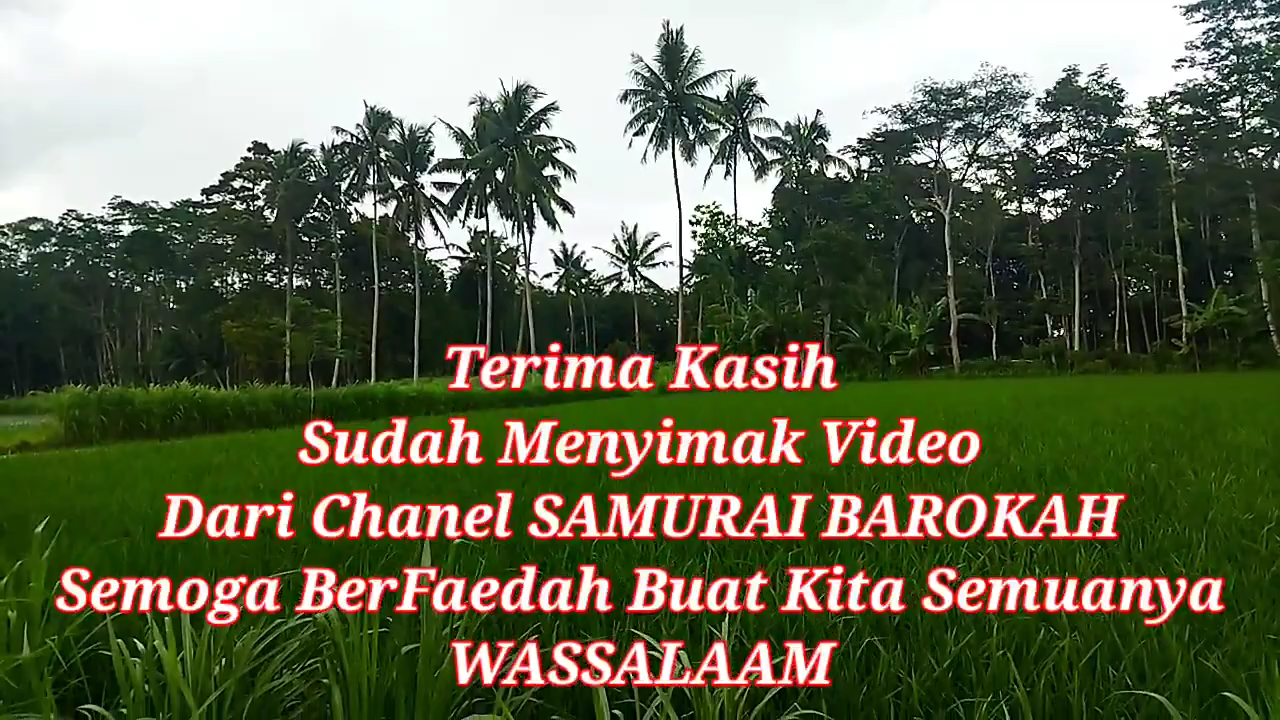 Terima Kasih
Sudah Menyimak Video
Dari Chanel SAMURAI BAROKAH
Semoga BerFaedah Buat Kita Semuanya
WASSALAAM